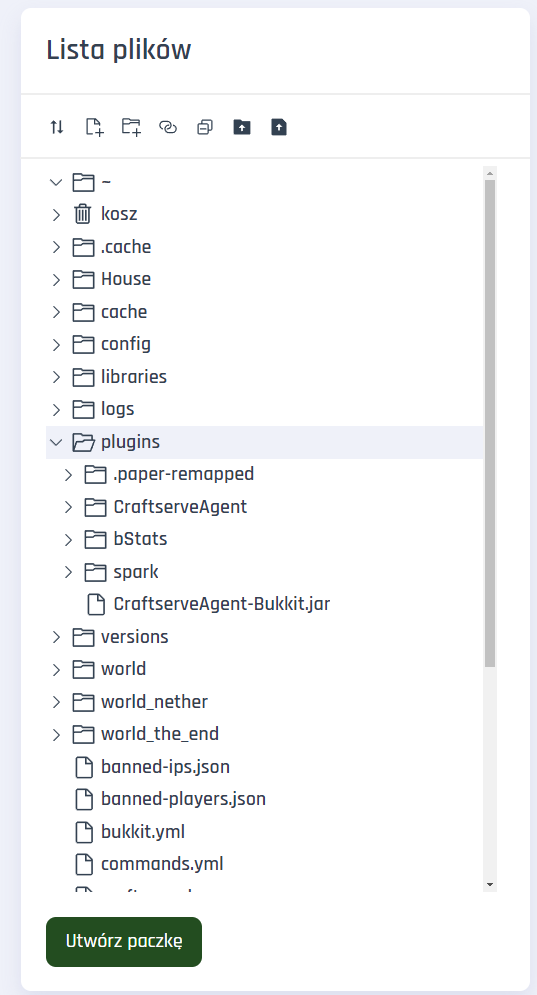 Lista plików
~
kosz
.cache
House
cache
config
libraries
logs
plugins
.paper-remapped
CraftserveAgent
bStats
spark
CraftserveAgent-Bukkit.jar
versions
world
world_nether
world_the_end
banned-ips.json
banned-players.json
bukkit.yml
commands.yml
Utwórz paczkę